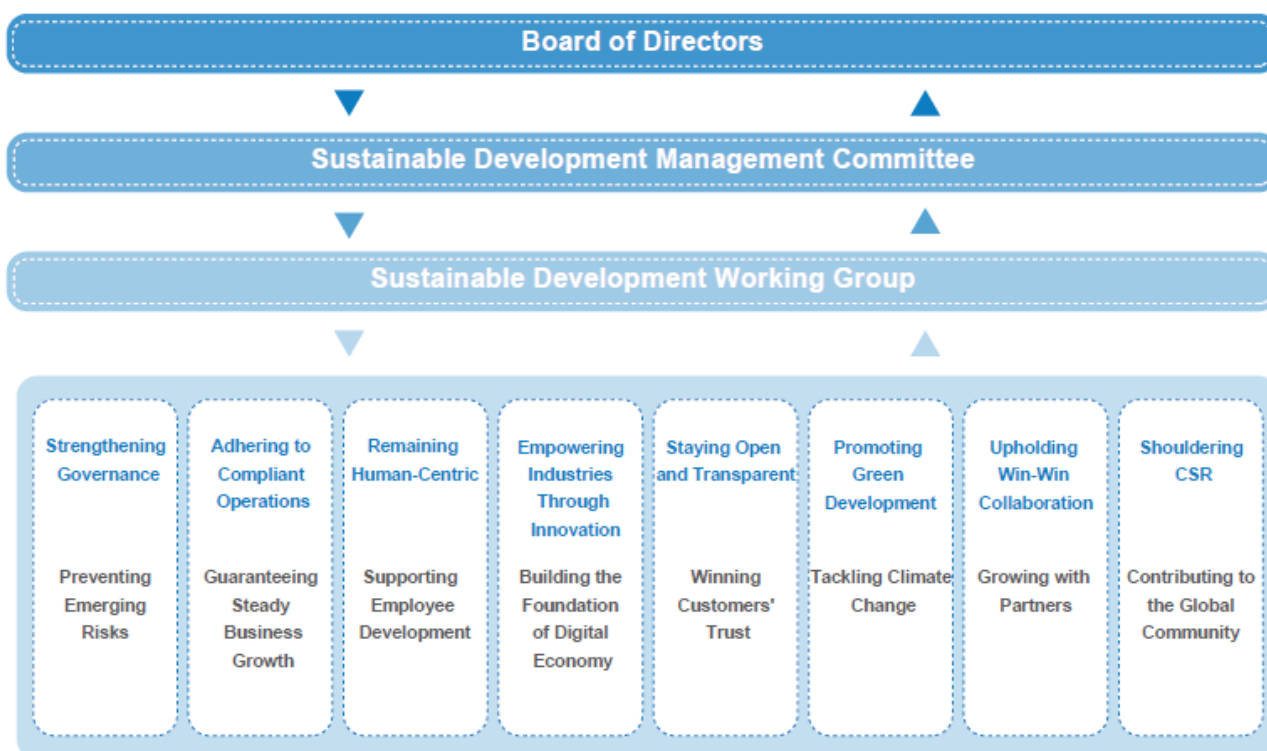 Board of Directors
Sustainable Development Management Committee
Sustainable Development Working Group
Strengthening
Governance
Preventing
Emerging
Risks
Adhering to
Compliant
Operations
Guaranteeing
Steady
Business
Growth
Remaining
Human-Centric
Supporting
Employee
Development
Empowering
Industries
Through
Innovation
Building the
Foundation
of Digital
Economy
Staying Open
and Transparent
Winning
Customers'
Trust
Promoting
Green
Development
Tackling Climate
Change
Upholding
Win-Win
Collaboration
Growing with
Partners
Shouldering
CSR
Contributing to
the Global
Community